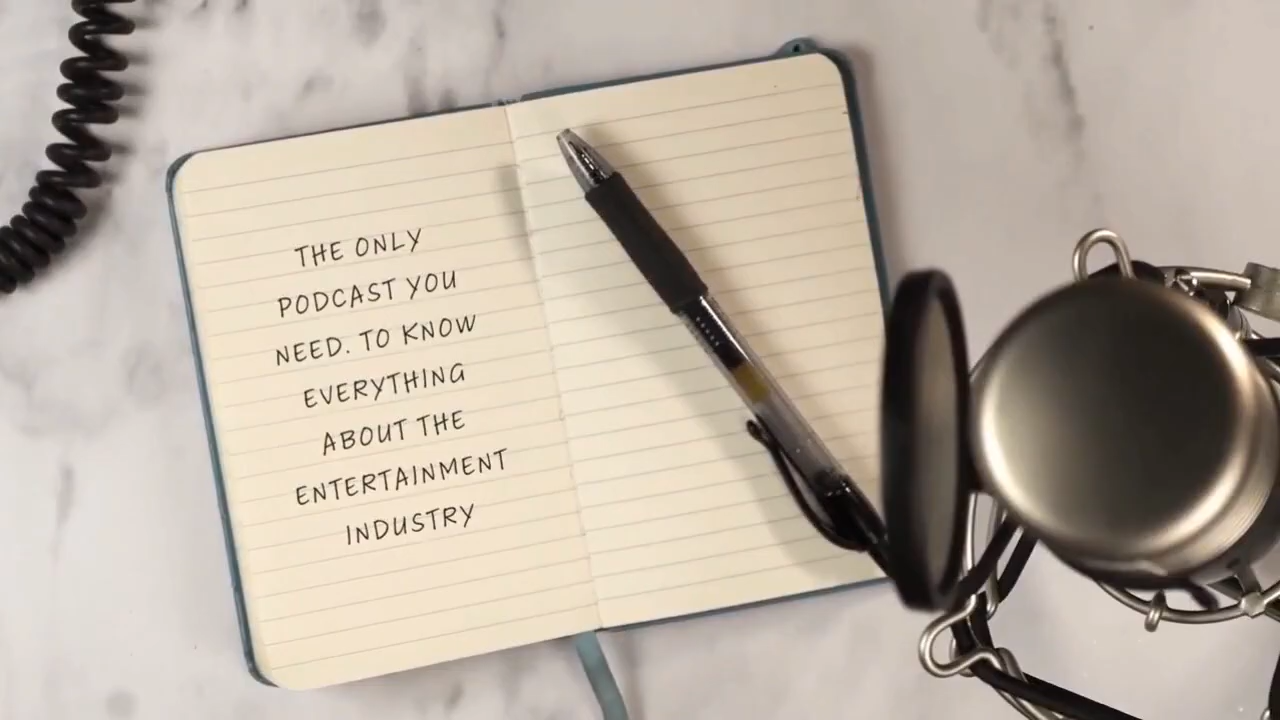 THE ONLY
PODCAST YOU
NEED. TO KNOW
EVERYTHING
ABOUT THE
ENTERTAINMENT
INDUSTRY